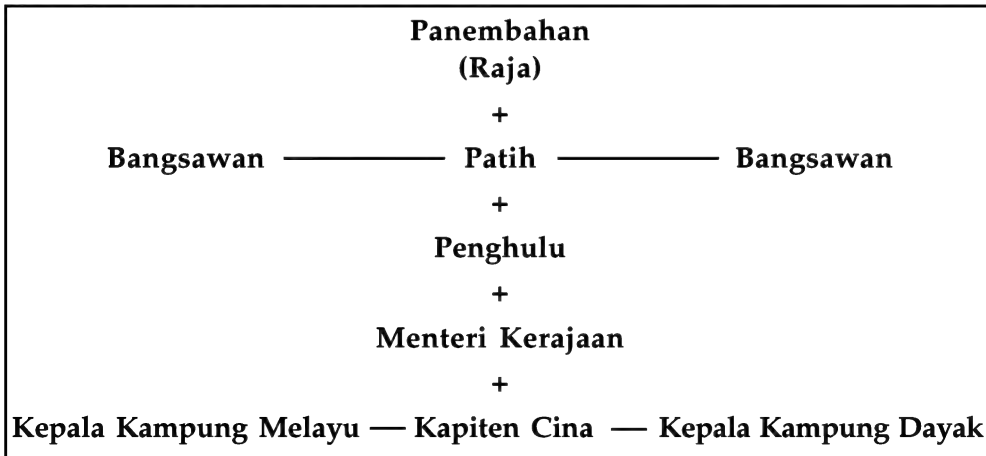 Panembahan
(Raja)
+
Bangsawan — Patih — Bangsawan
+
Penghulu
+
Menteri Kerajaan
+
Kepala Kampung Melayu — Kapiten Cina — Kepala Kampung Dayak